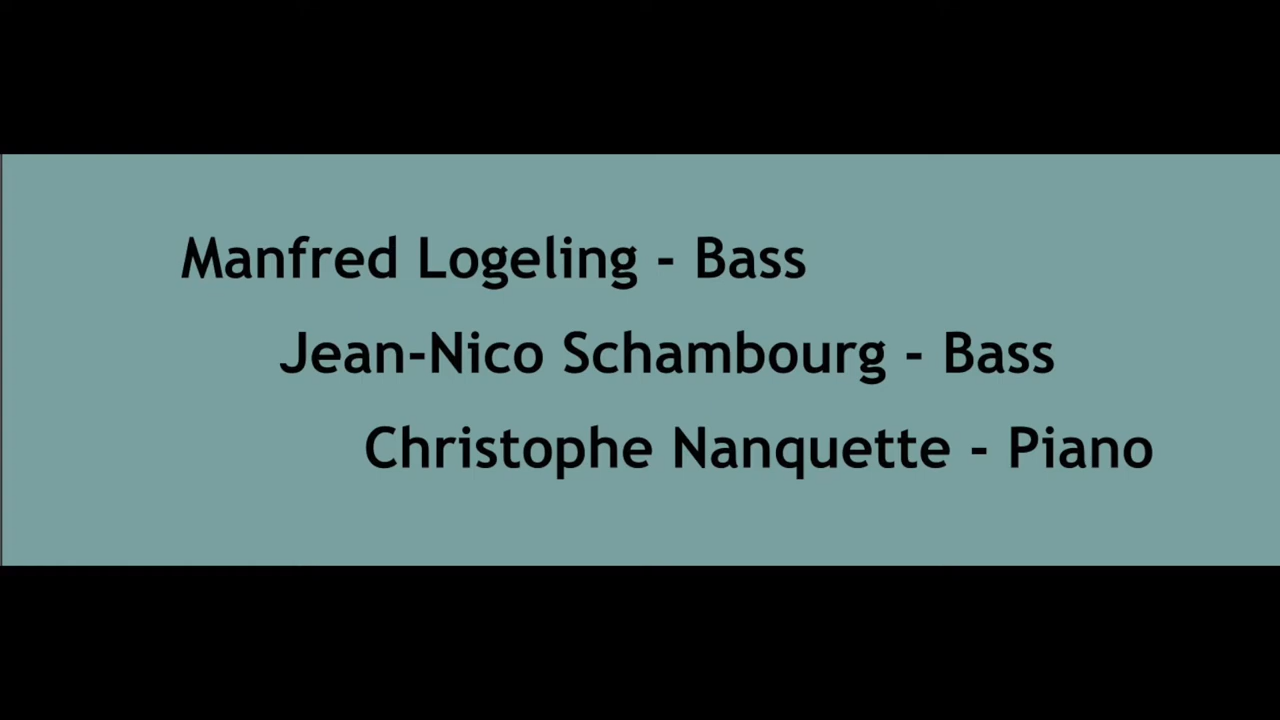 Manfred Logeling - Bass
Jean-Nico Schambourg - Bass
Christophe Nanquette - Piano